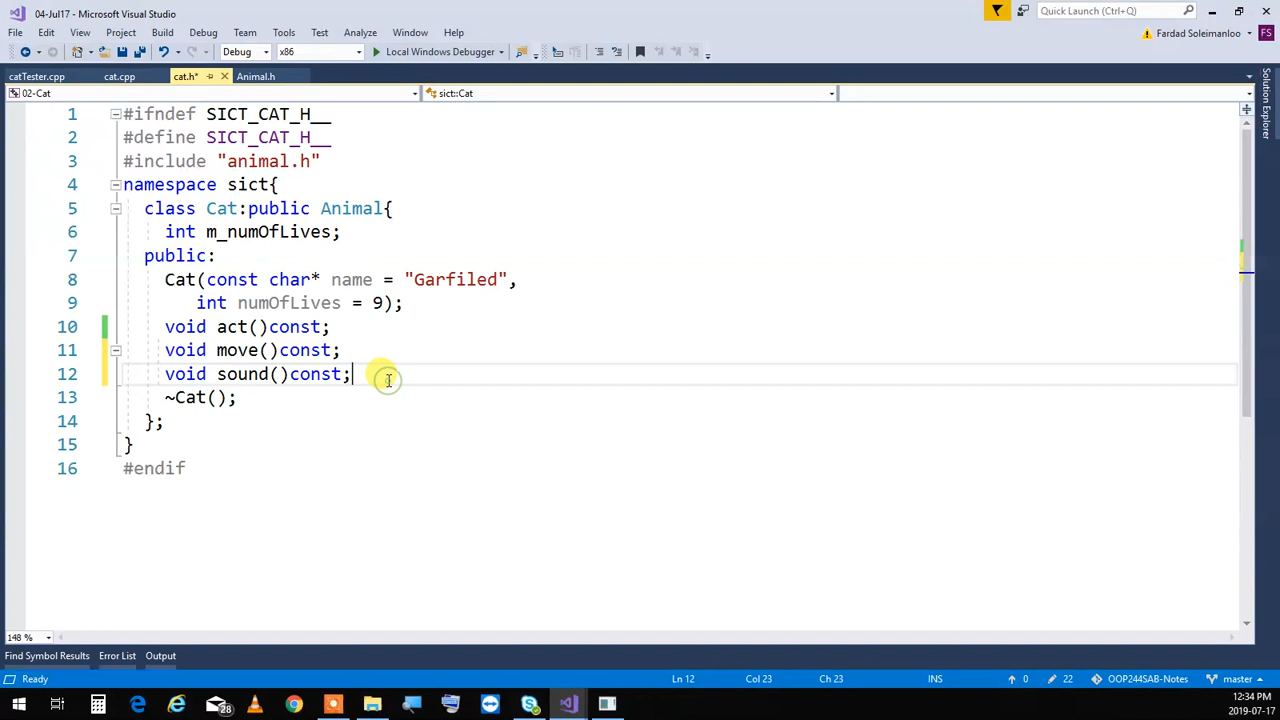 04-Jul17 - Microsoft Visual Studio
Quick Launch (Ctrl+Q)
File Edit View Project Build Debug Team Tools Test Analyze Window Help
Fardad Soleimanloo FS
Debug x86 Local Windows Debugger
catTester.cpp cat.cpp cat.h* Animal.h
02-Cat sict::Cat
Solution Explorer
1 #ifndef SICT_CAT_H__
2 #define SICT_CAT_H__
3 #include "animal.h"
4 namespace sict{
5 class Cat:public Animal{
6 int m_numOfLives;
7 public:
8 Cat(const char* name = "Garfiled",
9 int numOfLives = 9);
10 void act()const;
11 void move()const;
12 void sound()const;
13 ~Cat();
14 };
15 }
16 #endif
148 %
Find Symbol Results Error List Output
Ready Ln 12 Col 23 Ch 23 INS 0 22 OOP244SAB-Notes master
28
12:34 PM
2019-07-17